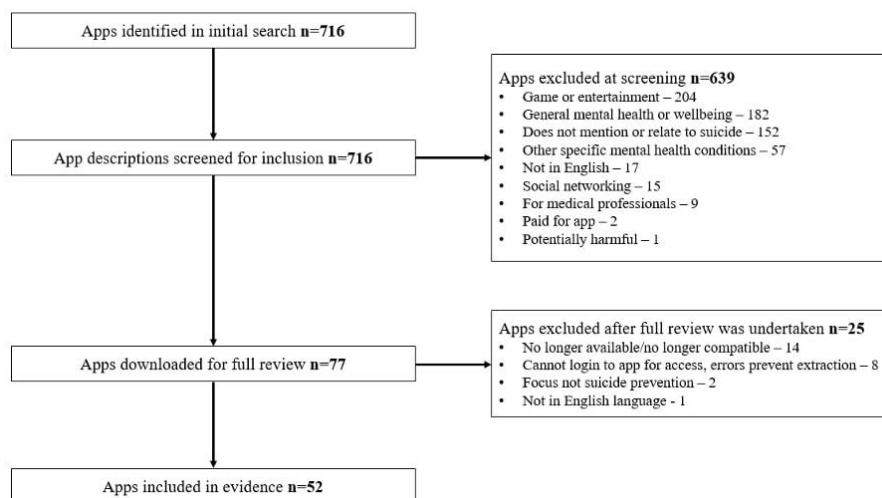 Apps identified in initial search n=716
Apps excluded at screening n=639
• Game or entertainment – 204
• General mental health or wellbeing – 182
• Does not mention or relate to suicide – 152
• Other specific mental health conditions – 57
• Not in English – 17
• Social networking – 15
• For medical professionals – 9
• Paid for app – 2
• Potentially harmful – 1
App descriptions screened for inclusion n=716
Apps excluded after full review was undertaken n=25
• No longer available/no longer compatible – 14
• Cannot login to app for access, errors prevent extraction – 8
• Focus not suicide prevention – 2
• Not in English language - 1
Apps downloaded for full review n=77
Apps included in evidence n=52